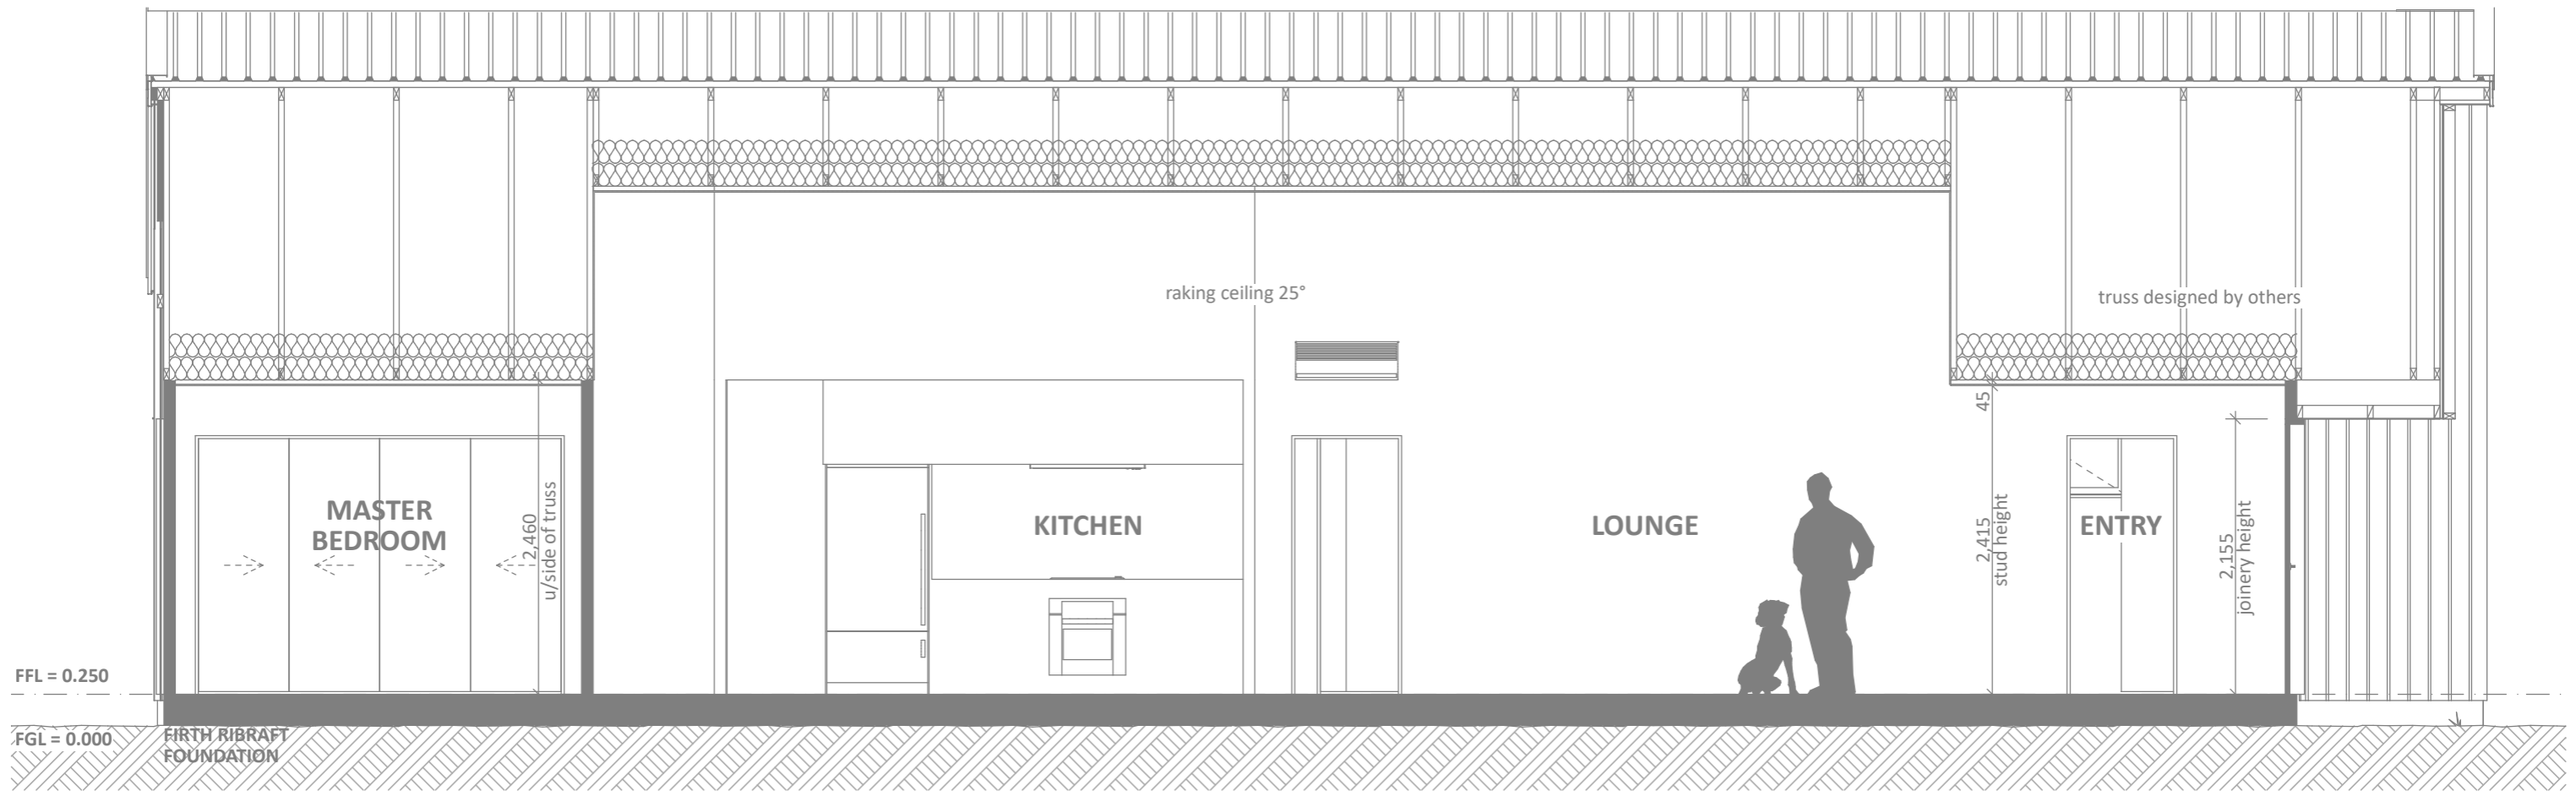 raking ceiling 25°
truss designed by others
45
MASTER
BEDROOM
2,460
u/side of truss
KITCHEN
LOUNGE
2,415
stud height
ENTRY
2,155
joinery height
FFL = 0.250
FGL = 0.000
FIRTH RIBRAFT
FOUNDATION